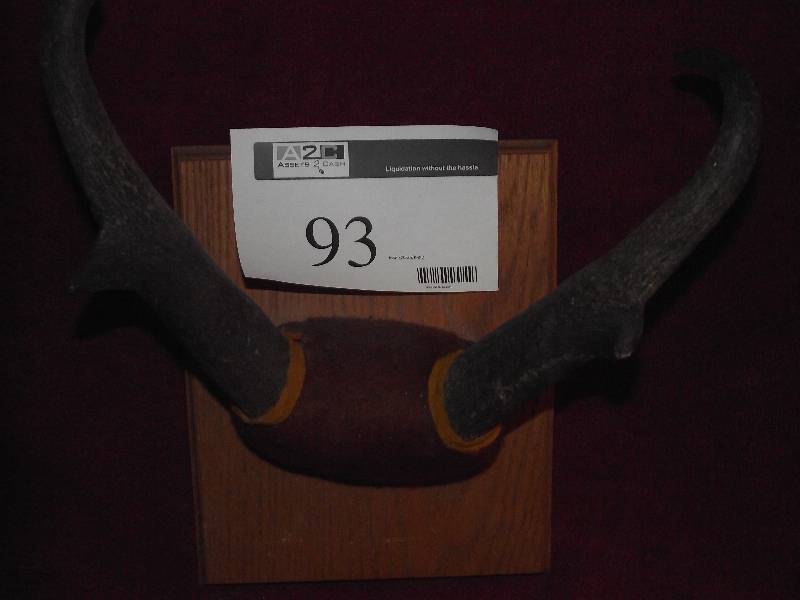 A2C
ASSETS 2 CASH
Liquidation without the hassle
93